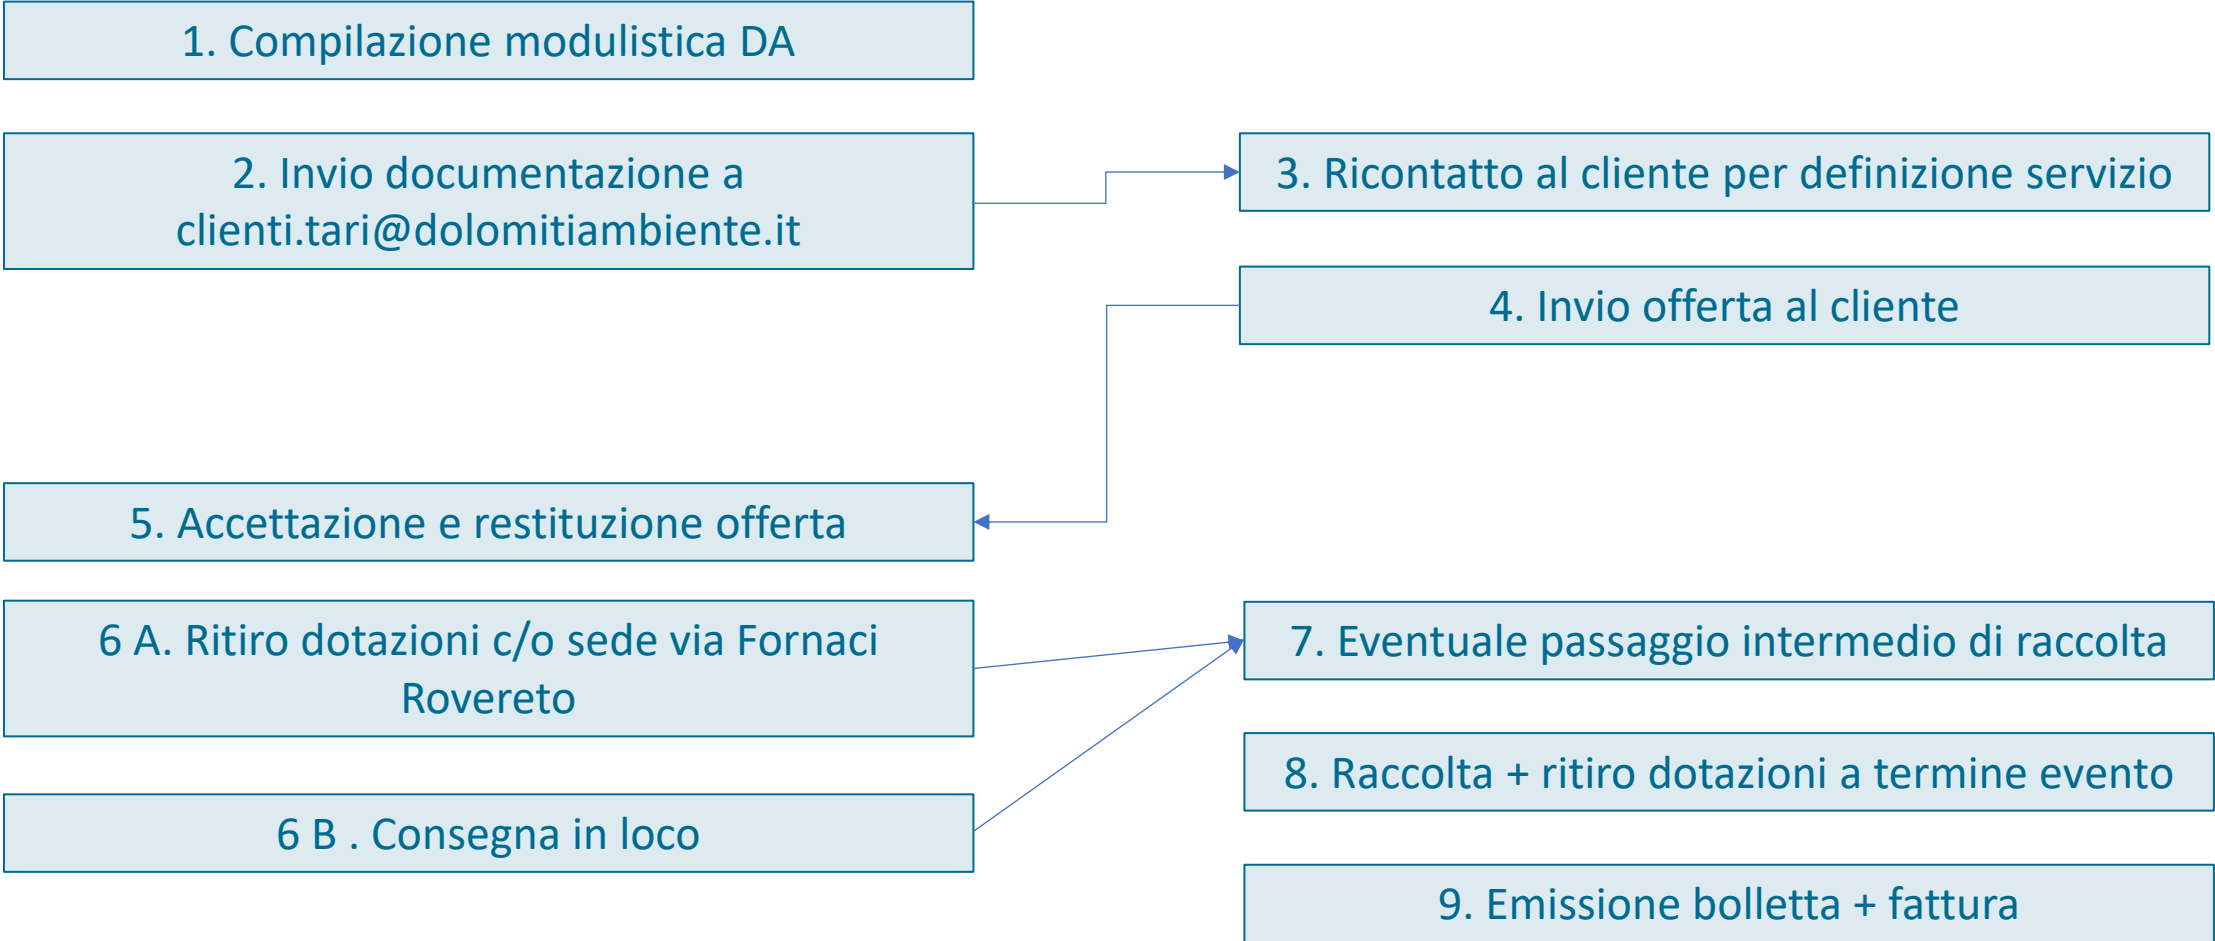 1. Compilazione modulistica DA
2. Invio documentazione a
clienti.tari@dolomitiambiente.it
3. Ricontatto al cliente per definizione servizio
4. Invio offerta al cliente
5. Accettazione e restituzione offerta
6 A. Ritiro dotazioni c/o sede via Fornaci
Rovereto
6 B . Consegna in loco
7. Eventuale passaggio intermedio di raccolta
8. Raccolta + ritiro dotazioni a termine evento
9. Emissione bolletta + fattura